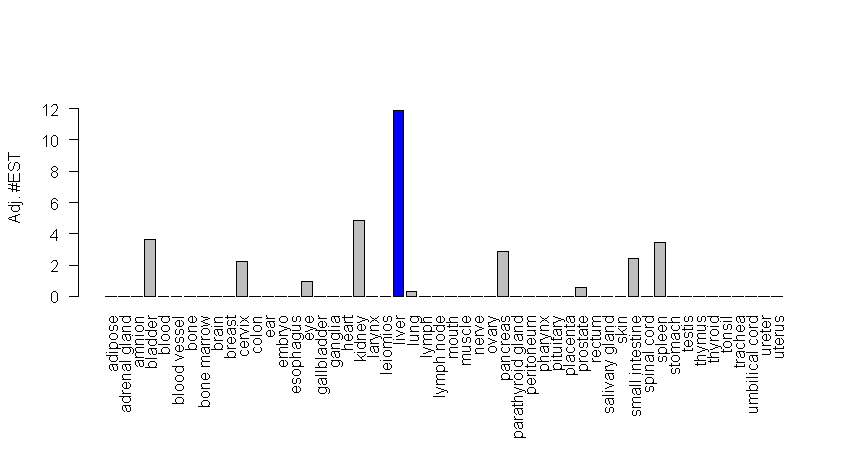 Adj. #EST
12
10
8
6
4
2
0
adipose
adrenal gland
amnion
bladder
blood
blood vessel
bone
bone marrow
brain
breast
cervix
colon
ear
embryo
esophagus
eye
gallbladder
ganglia
heart
kidney
larynx
leiomios
liver
lung
lymph
lymph node
mouth
muscle
nerve
ovary
pancreas
parathyroid gland
peritoneum
pharynx
pituitary
placenta
prostate
rectum
salivary gland
skin
small intestine
spinal cord
spleen
stomach
testis
thymus
thyroid
tonsil
trachea
umbilical cord
ureter
uterus